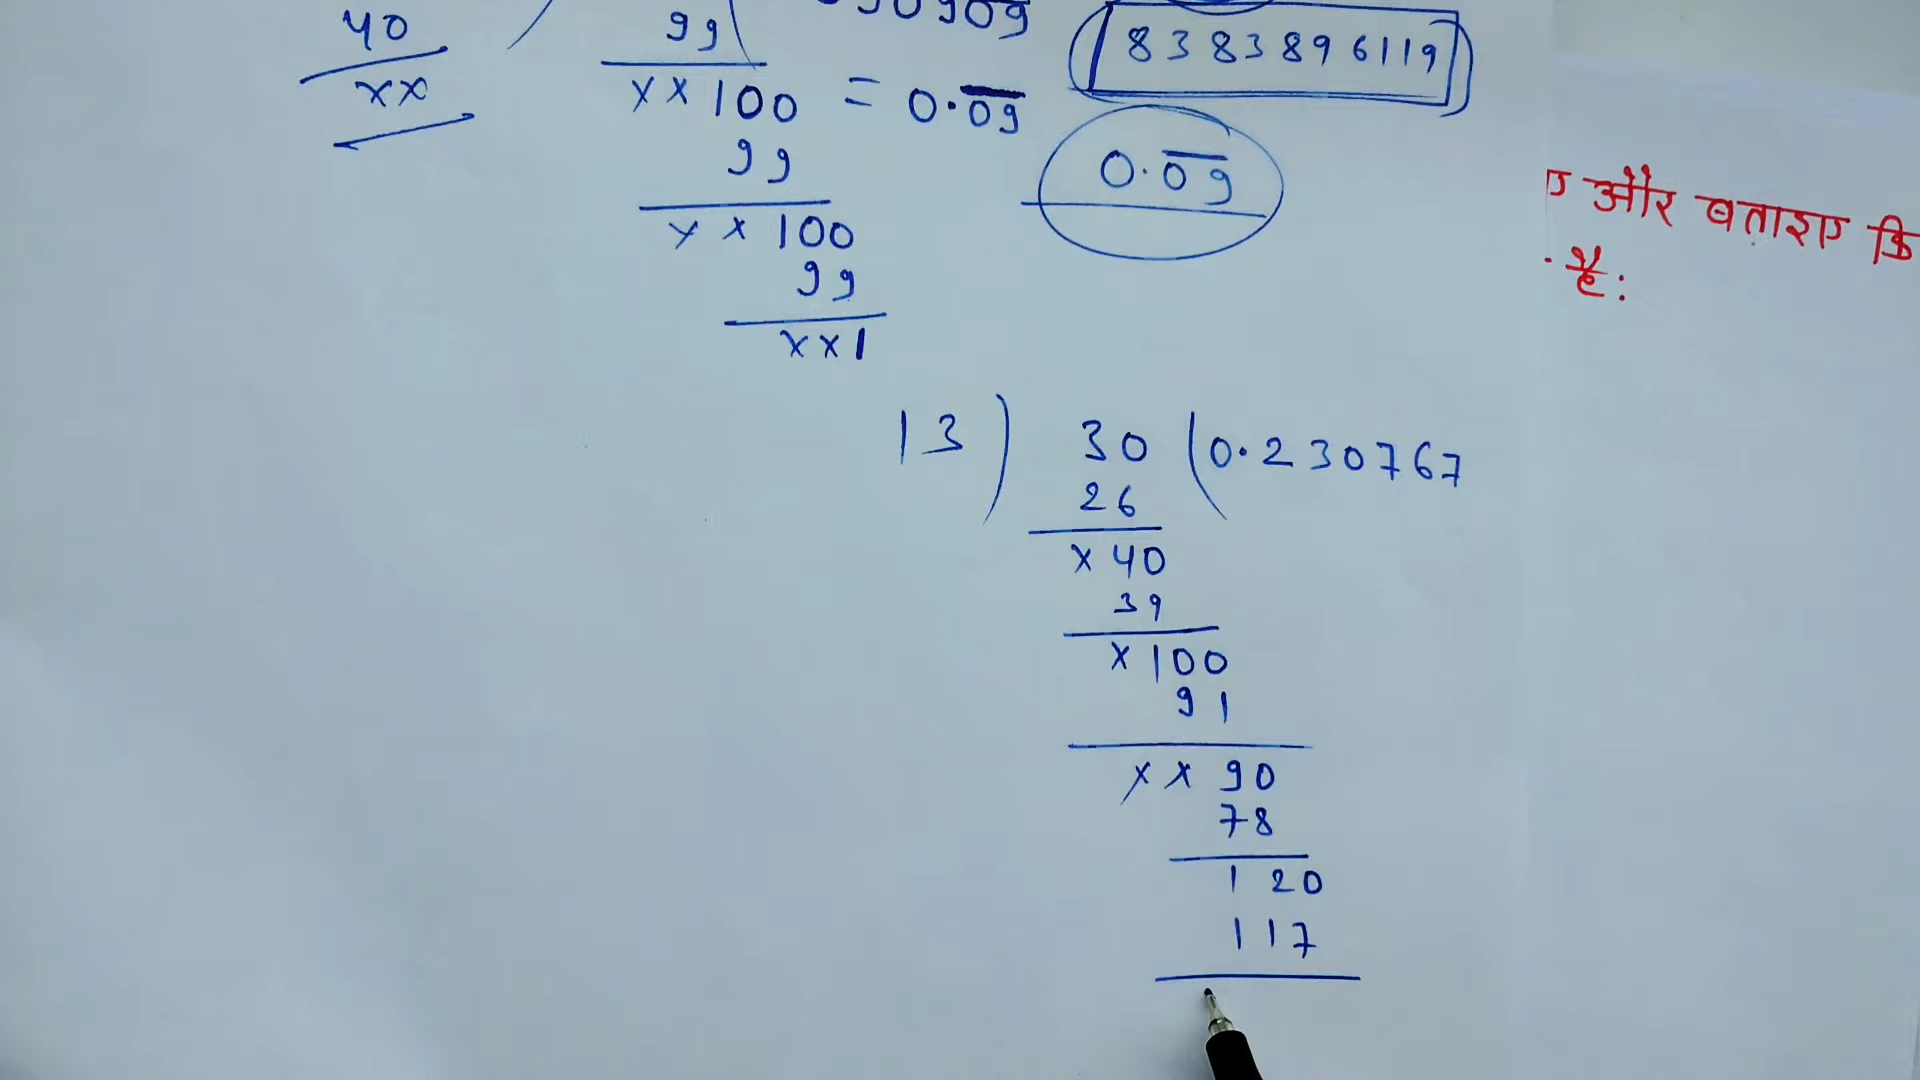 40
xx
99
xx100 = 0.09
99
xx100
99
xx1
8383896119
0.09
ए और बताइए कि
है:
13) 30 (0.230767
26
x40
39
x100
91
xx90
78
120
117